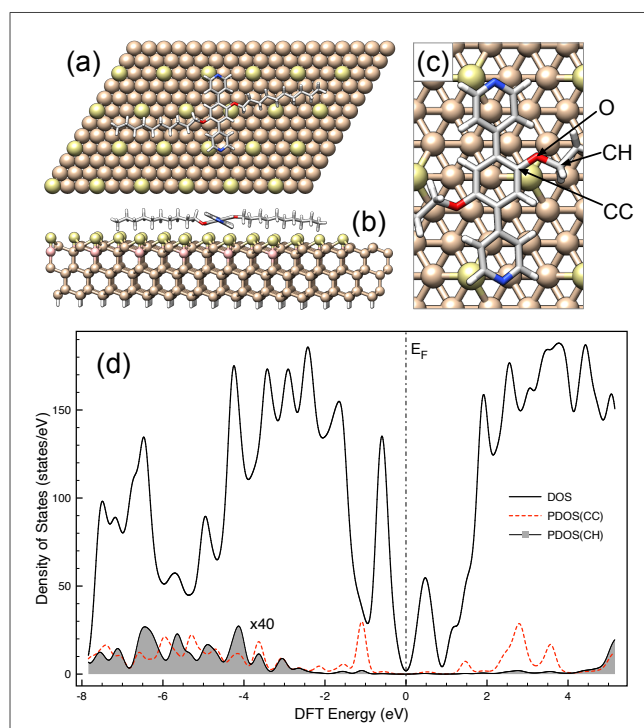 (a)
(c)
O
CH
CC
(b)
(d)
E_F
Density of States (states/eV)
150
100
50
0
DOS
PDOS(CC)
PDOS(CH)
x40
-8 -6 -4 -2 0 2 4
DFT Energy (eV)